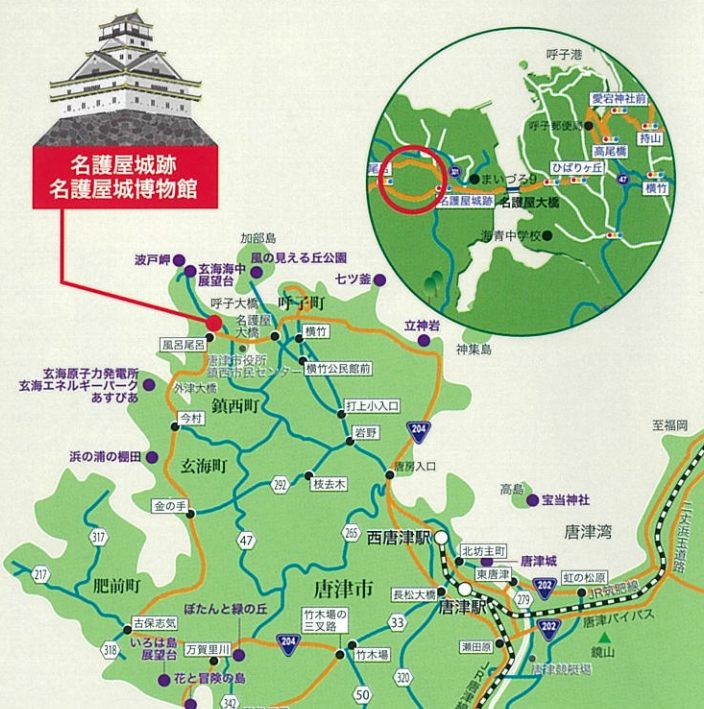 名護屋城跡
名護屋城博物館
呼子港
愛宕神社前
呼子郵便局
高尾橋
持山
ひばりヶ丘
47
横竹
まいづる9
名護屋城跡
名護屋大橋
海青中学校
加部島
波戸岬
玄海海中
展望台
風の見える丘公園
七ツ釜
呼子大橋
呼子町
名護屋
大橋
横竹
立神岩
神集島
風呂尾呂
唐津市役所
鎮西市民センター
横竹公民館前
玄海原子力発電所
玄海エネルギーパーク
あすぴあ
外津大橋
鎮西町
打上小入口
今村
岩野
204
至福岡
浜の浦の棚田
玄海町
唐房入口
292
枝去木
高島
宝当神社
金の手
唐津湾
二丈浜玉道路
317
47
265
西唐津駅
北坊主町
唐津城
217
肥前町
唐津市
東唐津
202
虹の松原
JR筑肥線
長松大橋
唐津駅
279
ぼたんと緑の丘
竹木場の
三叉路
33
202
唐津バイパス
古保志気
いろは島
展望台
万賀里川
204
竹木場
瀬田原
鏡山
318
唐津競艇場
花と冒険の島
320
JR唐津線
342
50